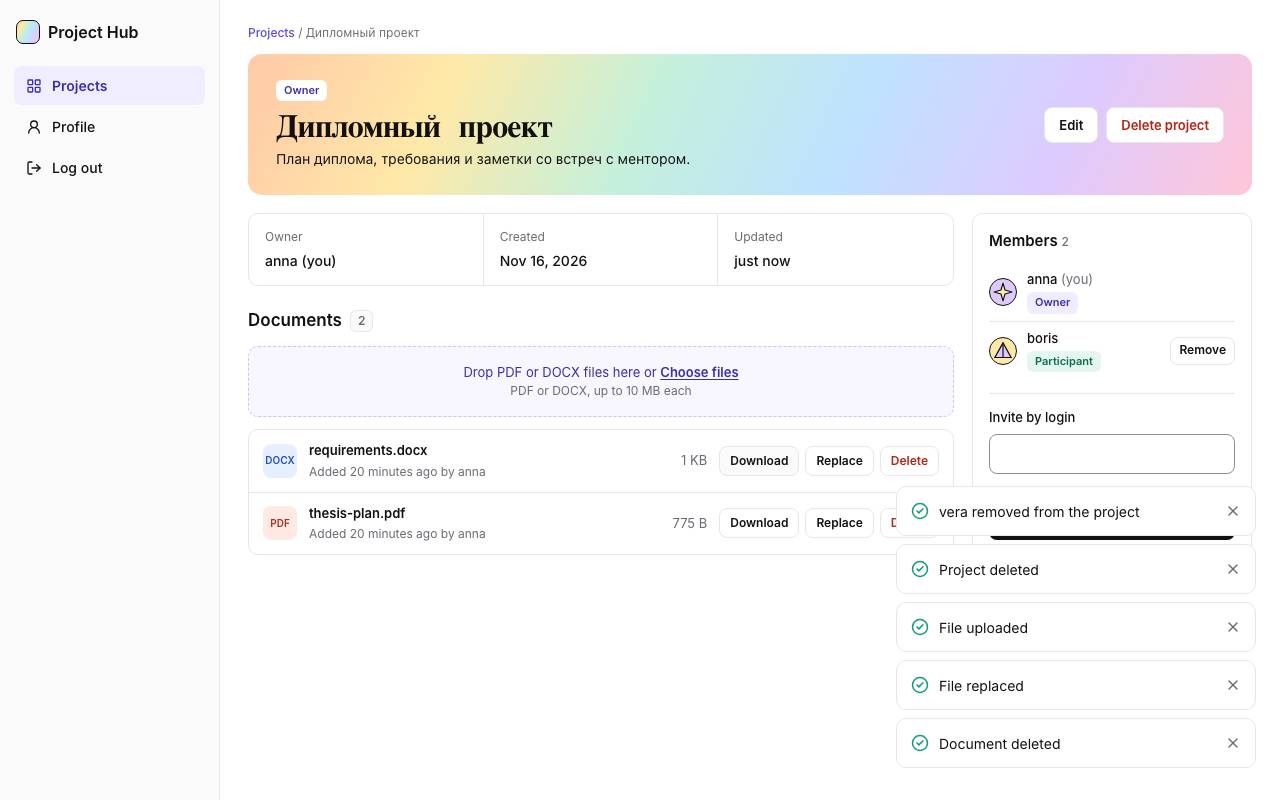 Project Hub
Projects
Profile
Log out
Projects / Дипломный проект
Owner
Дипломный проект
План диплома, требования и заметки со встреч с ментором.
Edit
Delete project
Owner
anna (you)
Created
Nov 16, 2026
Updated
just now
Documents 2
Drop PDF or DOCX files here or Choose files
PDF or DOCX, up to 10 MB each
DOCX
requirements.docx
Added 20 minutes ago by anna
1 KB
Download
Replace
Delete
PDF
thesis-plan.pdf
Added 20 minutes ago by anna
775 B
Download
Replace
Members 2
anna (you)
Owner
boris
Participant
Remove
Invite by login
vera removed from the project
Project deleted
File uploaded
File replaced
Document deleted